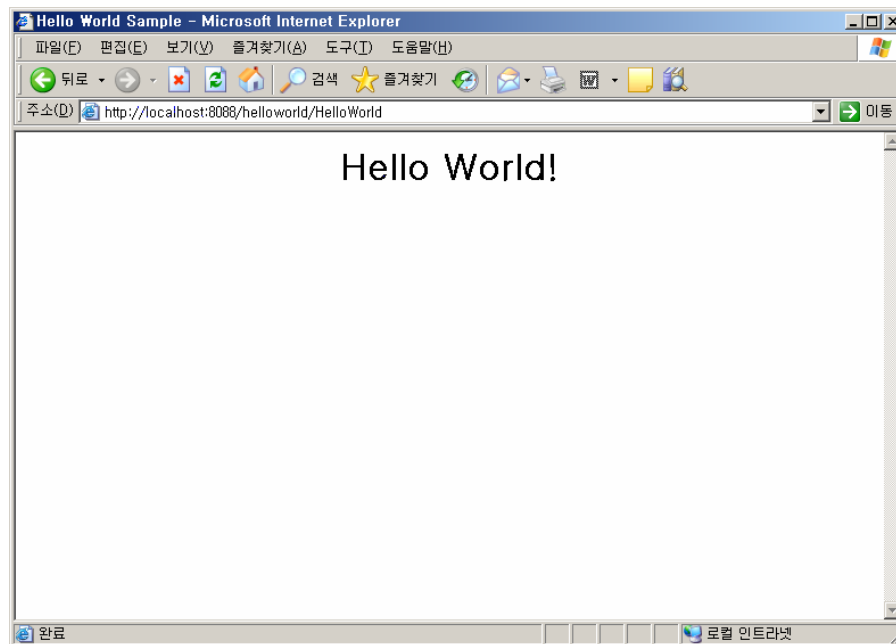 Hello World Sample - Microsoft Internet Explorer
파일(F) 편집(E) 보기(V) 즐겨찾기(A) 도구(T) 도움말(H)
뒤로 검색 즐겨찾기
주소(D) http://localhost:8088/helloworld/HelloWorld 이동
Hello World!
완료 로컬 인트라넷